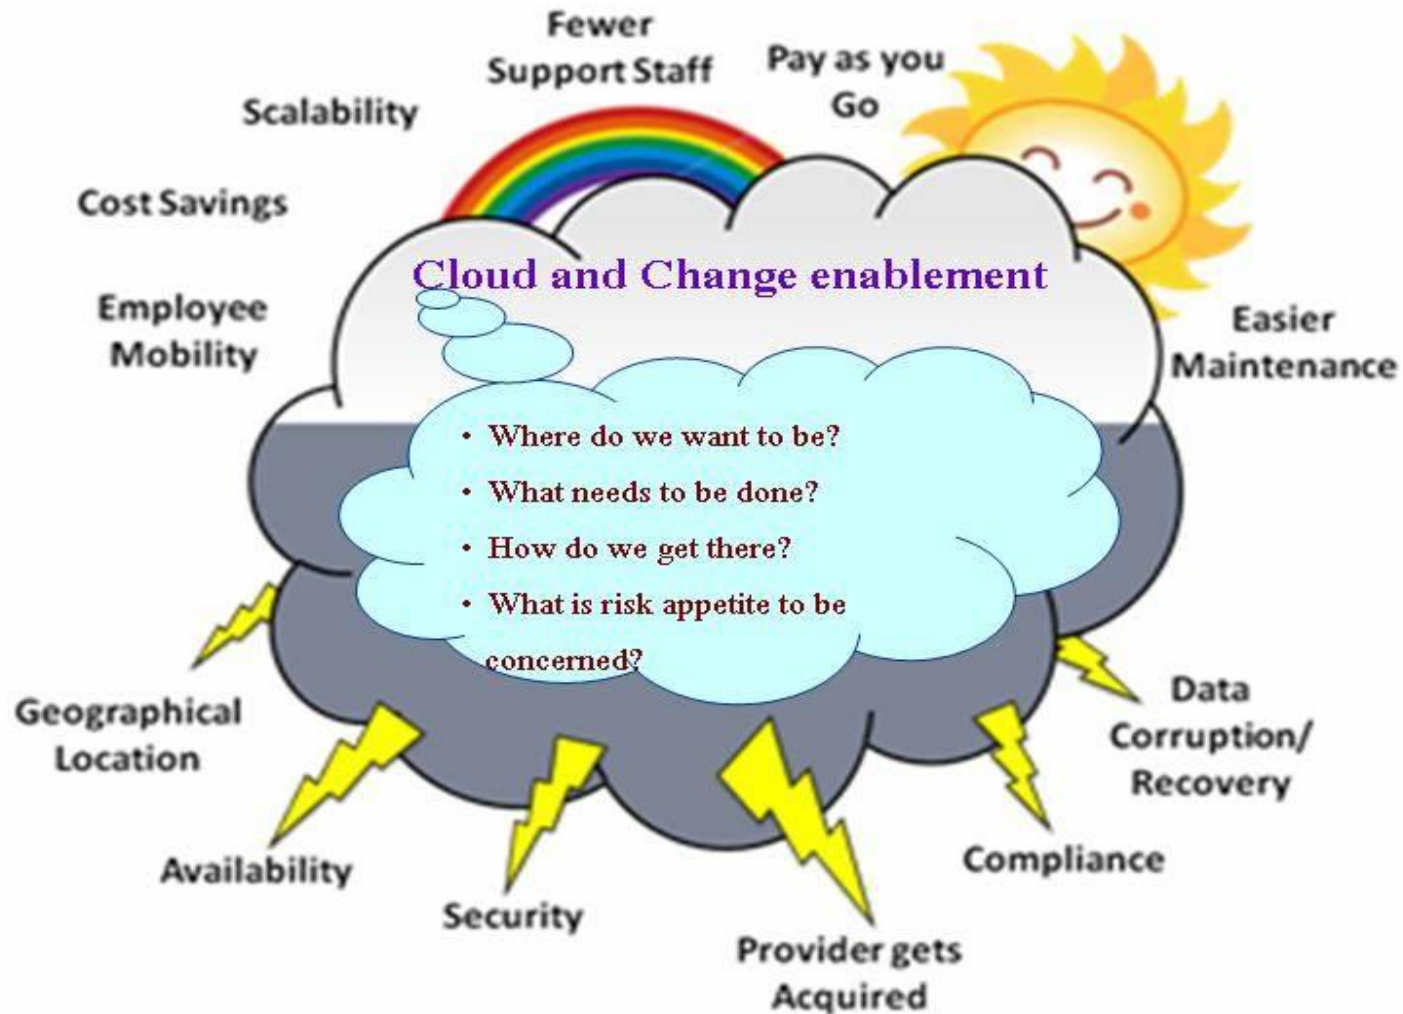 Fewer
Support Staff
Pay as you
Go
Scalability
Cost Savings
Employee
Mobility
Easier
Maintenance
Cloud and Change enablement
• Where do we want to be?
• What needs to be done?
• How do we get there?
• What is risk appetite to be
concerned?
Geographical
Location
Availability
Security
Provider gets
Acquired
Compliance
Data
Corruption/
Recovery